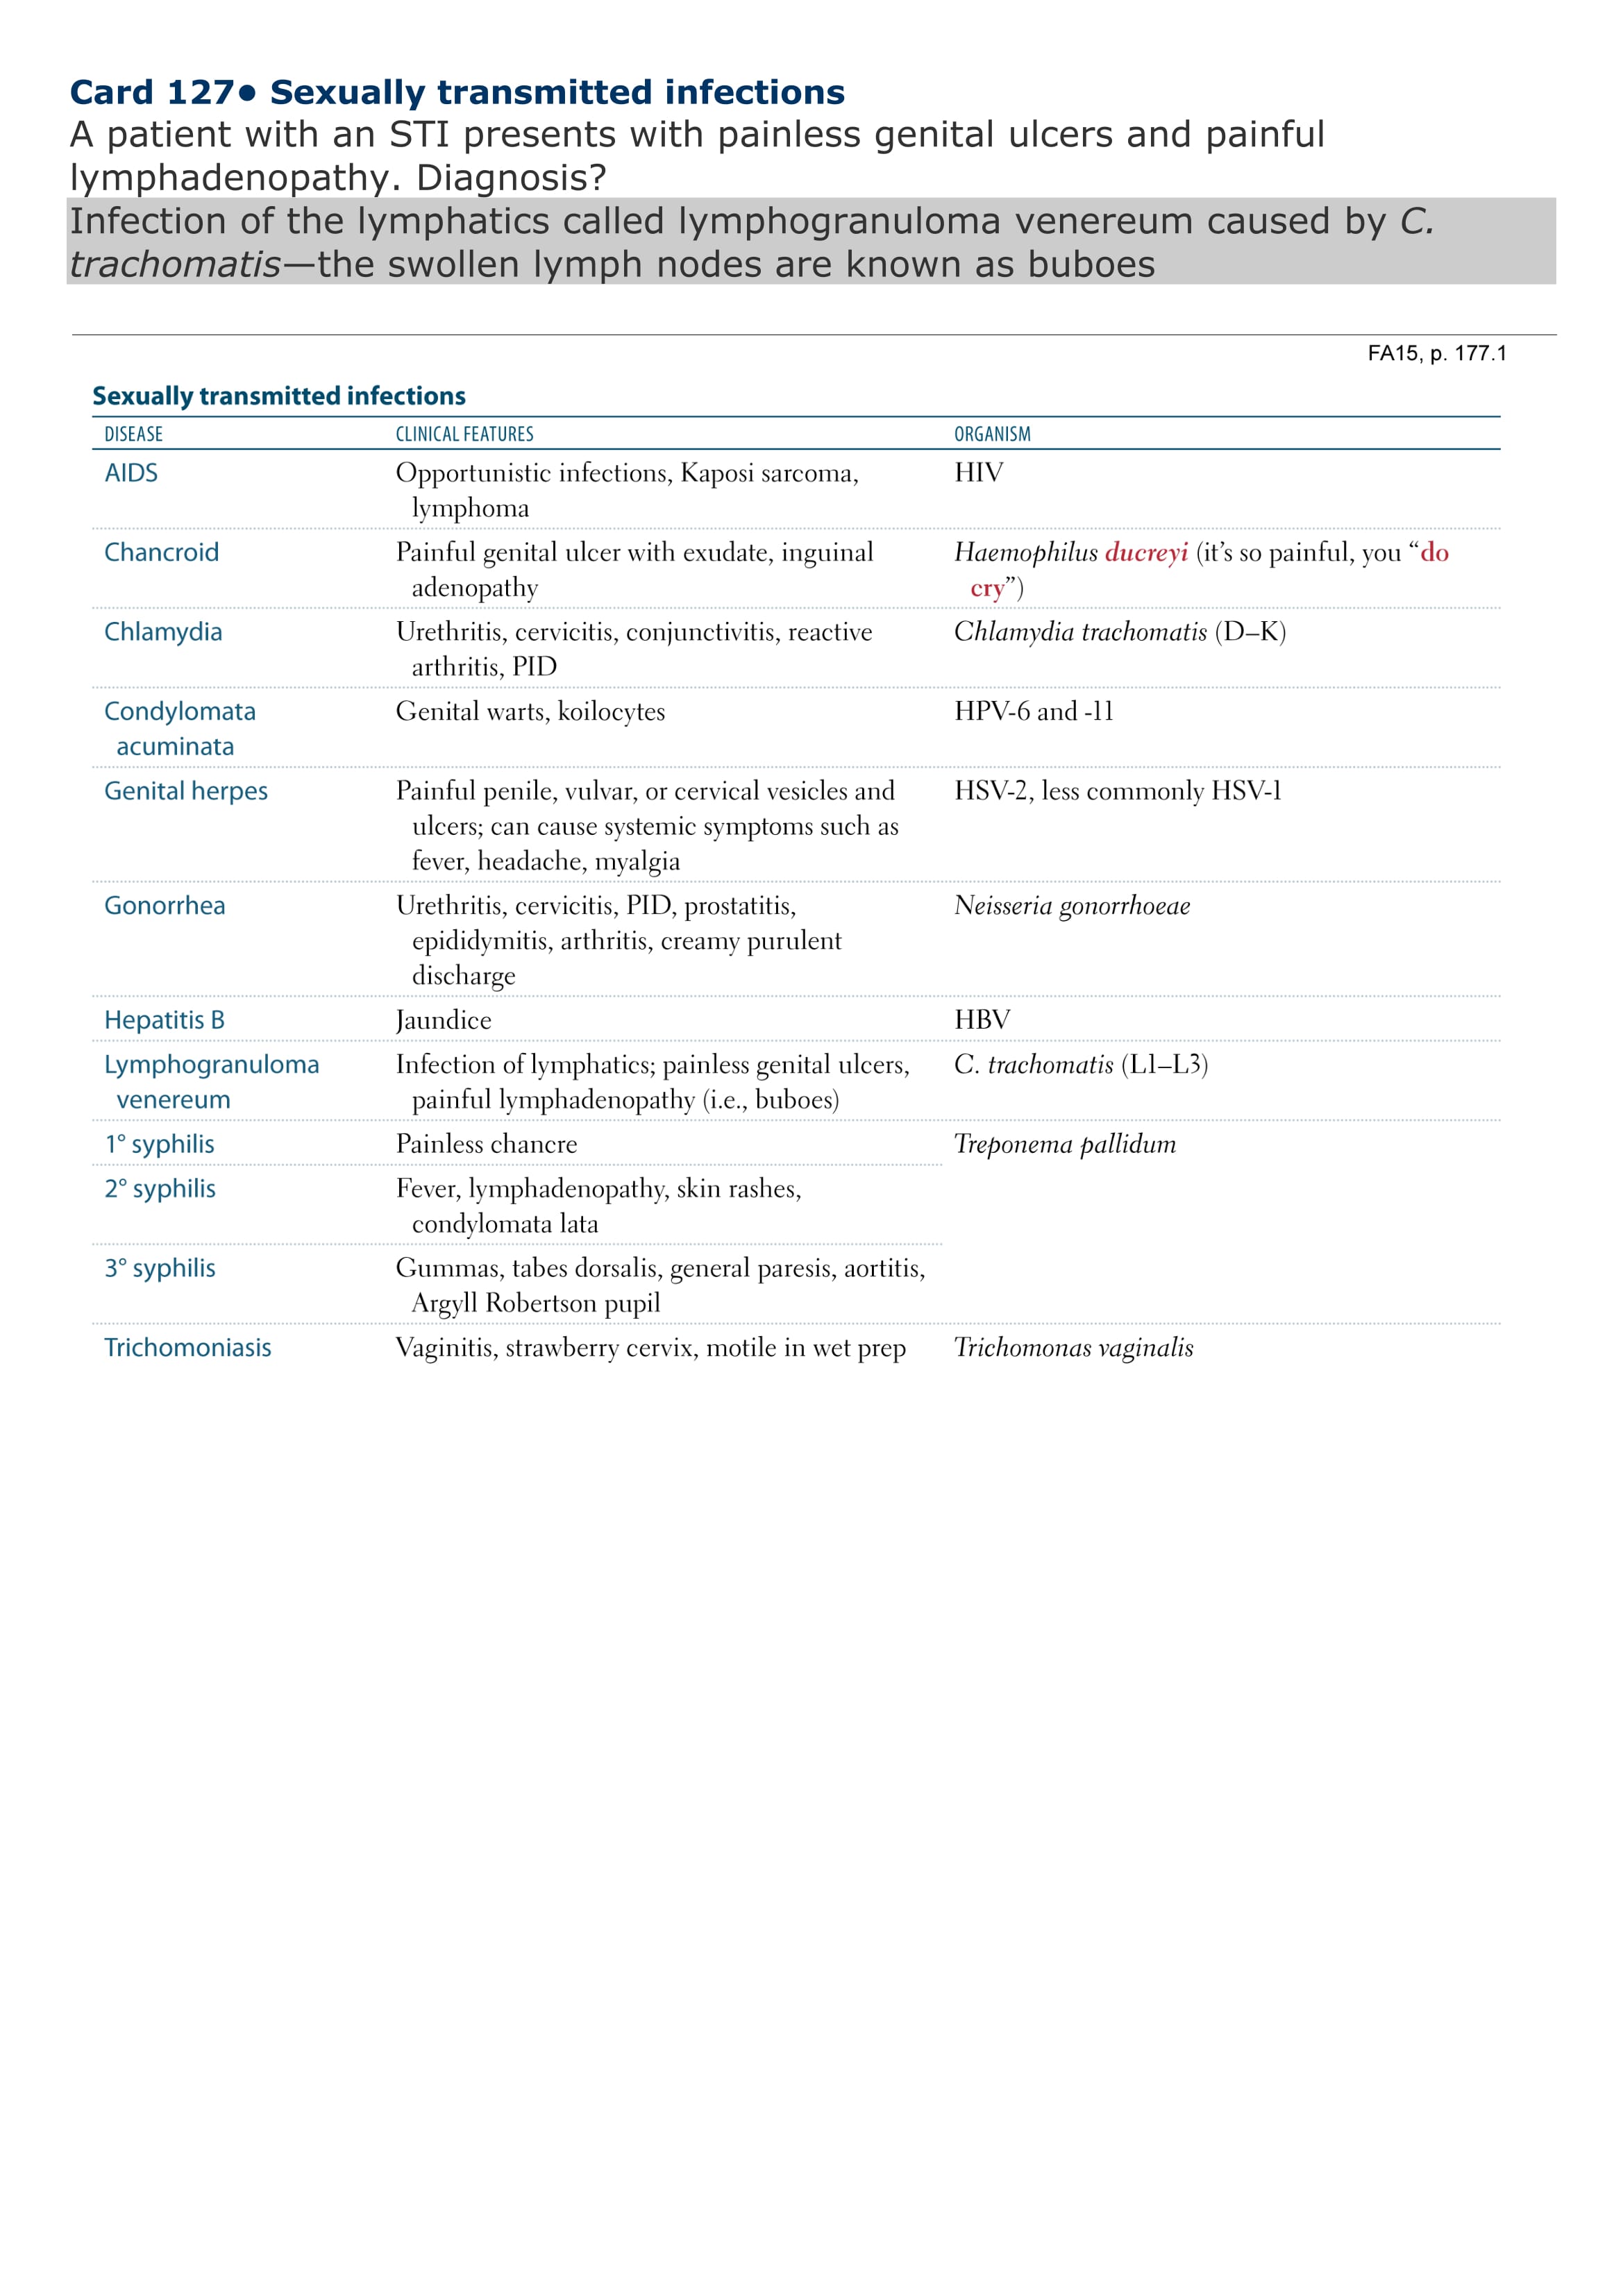 Card 127● Sexually transmitted infections
A patient with an STI presents with painless genital ulcers and painful
lymphadenopathy. Diagnosis?
Infection of the lymphatics called lymphogranuloma venereum caused by C.
trachomatis—the swollen lymph nodes are known as buboes
FA15, p. 177.1
Sexually transmitted infections
DISEASE CLINICAL FEATURES ORGANISM
AIDS Opportunistic infections, Kaposi sarcoma, HIV
lymphoma
Chancroid Painful genital ulcer with exudate, inguinal Haemophilus ducreyi (it’s so painful, you “do
adenopathy cry”)
Chlamydia Urethritis, cervicitis, conjunctivitis, reactive Chlamydia trachomatis (D–K)
arthritis, PID
Condylomata Genital warts, koilocytes HPV-6 and -11
acuminata
Genital herpes Painful penile, vulvar, or cervical vesicles and HSV-2, less commonly HSV-1
ulcers; can cause systemic symptoms such as
fever, headache, myalgia
Gonorrhea Urethritis, cervicitis, PID, prostatitis, Neisseria gonorrhoeae
epididymitis, arthritis, creamy purulent
discharge
Hepatitis B Jaundice HBV
Lymphogranuloma Infection of lymphatics; painless genital ulcers, C. trachomatis (L1–L3)
venereum painful lymphadenopathy (i.e., buboes)
1° syphilis Painless chancre Treponema pallidum
2° syphilis Fever, lymphadenopathy, skin rashes,
condylomata lata
3° syphilis Gummas, tabes dorsalis, general paresis, aortitis,
Argyll Robertson pupil
Trichomoniasis Vaginitis, strawberry cervix, motile in wet prep Trichomonas vaginalis